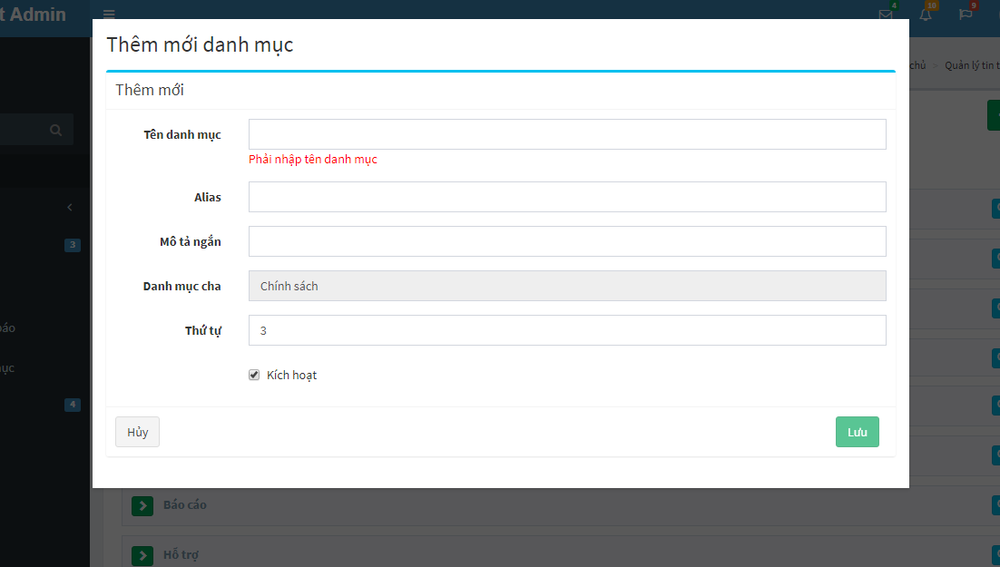 t Admin
4
10
9
Thêm mới danh mục
chủ > Quản lý tin t
Thêm mới
Tên danh mục
Phải nhập tên danh mục
Alias
Mô tả ngắn
3
Danh mục cha
Chính sách
Thứ tự
3
áo
Kích hoạt
ục
4
Hủy
Lưu
Báo cáo
Hỗ trợ